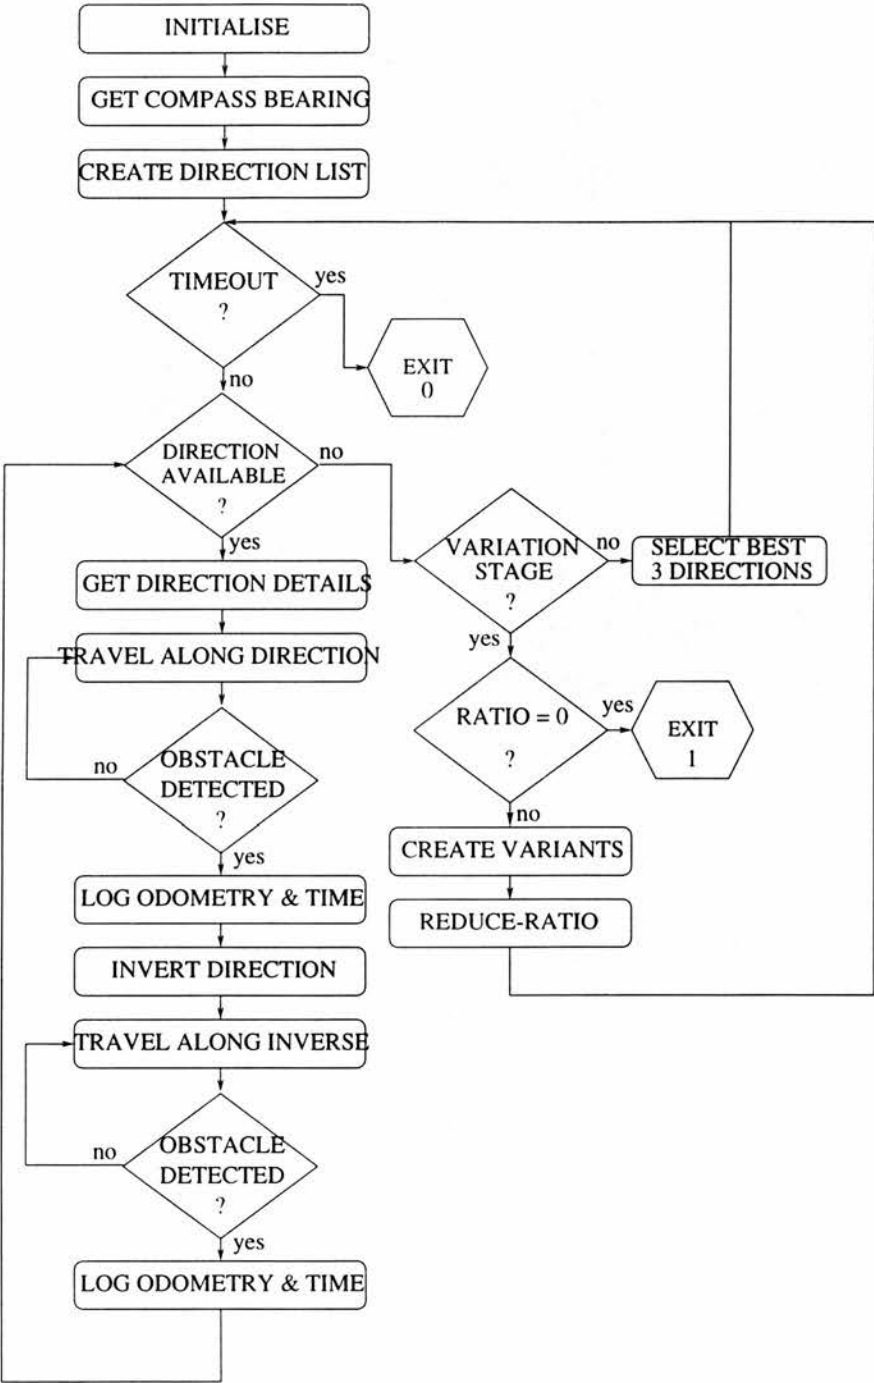 INITIALISE
GET COMPASS BEARING
CREATE DIRECTION LIST
TIMEOUT
?
yes
EXIT
0
no
DIRECTION
AVAILABLE
?
no
yes
VARIATION
STAGE
?
no
SELECT BEST
3 DIRECTIONS
yes
GET DIRECTION DETAILS
TRAVEL ALONG DIRECTION
OBSTACLE
DETECTED
?
no
yes
RATIO = 0
?
yes
EXIT
1
no
CREATE VARIANTS
REDUCE-RATIO
LOG ODOMETRY & TIME
INVERT DIRECTION
TRAVEL ALONG INVERSE
OBSTACLE
DETECTED
?
no
yes
LOG ODOMETRY & TIME